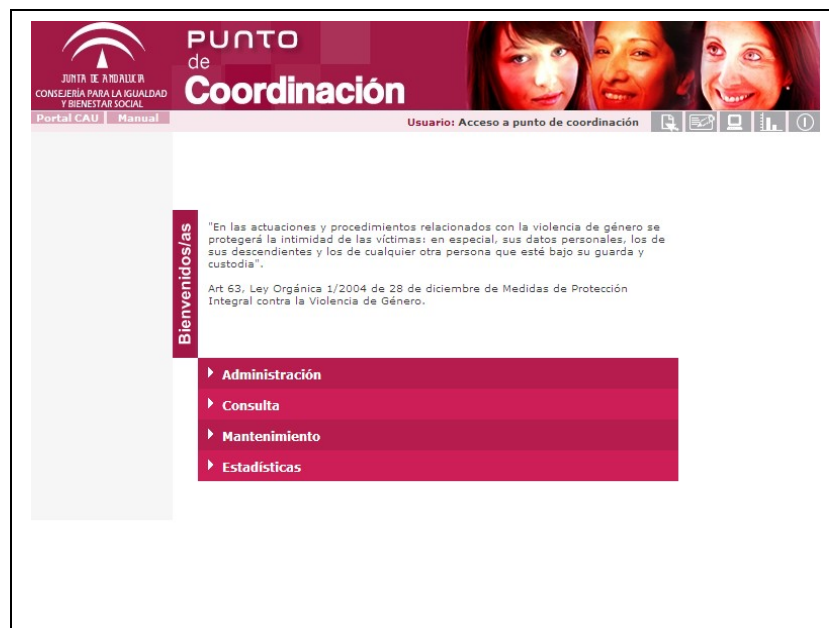 JUNTA DE ANDALUCIA
CONSEJERÍA PARA LA IGUALDAD
Y BIENESTAR SOCIAL
PUNTO
de
Coordinación
Portal CAU Manual
Usuario: Acceso a punto de coordinación
Bienvenidos/as
"En las actuaciones y procedimientos relacionados con la violencia de género se
protegerá la intimidad de las víctimas: en especial, sus datos personales, los de
sus descendientes y los de cualquier otra persona que esté bajo su guarda y
custodia".
Art 63, Ley Orgánica 1/2004 de 28 de diciembre de Medidas de Protección
Integral contra la Violencia de Género.
Administración
Consulta
Mantenimiento
Estadísticas